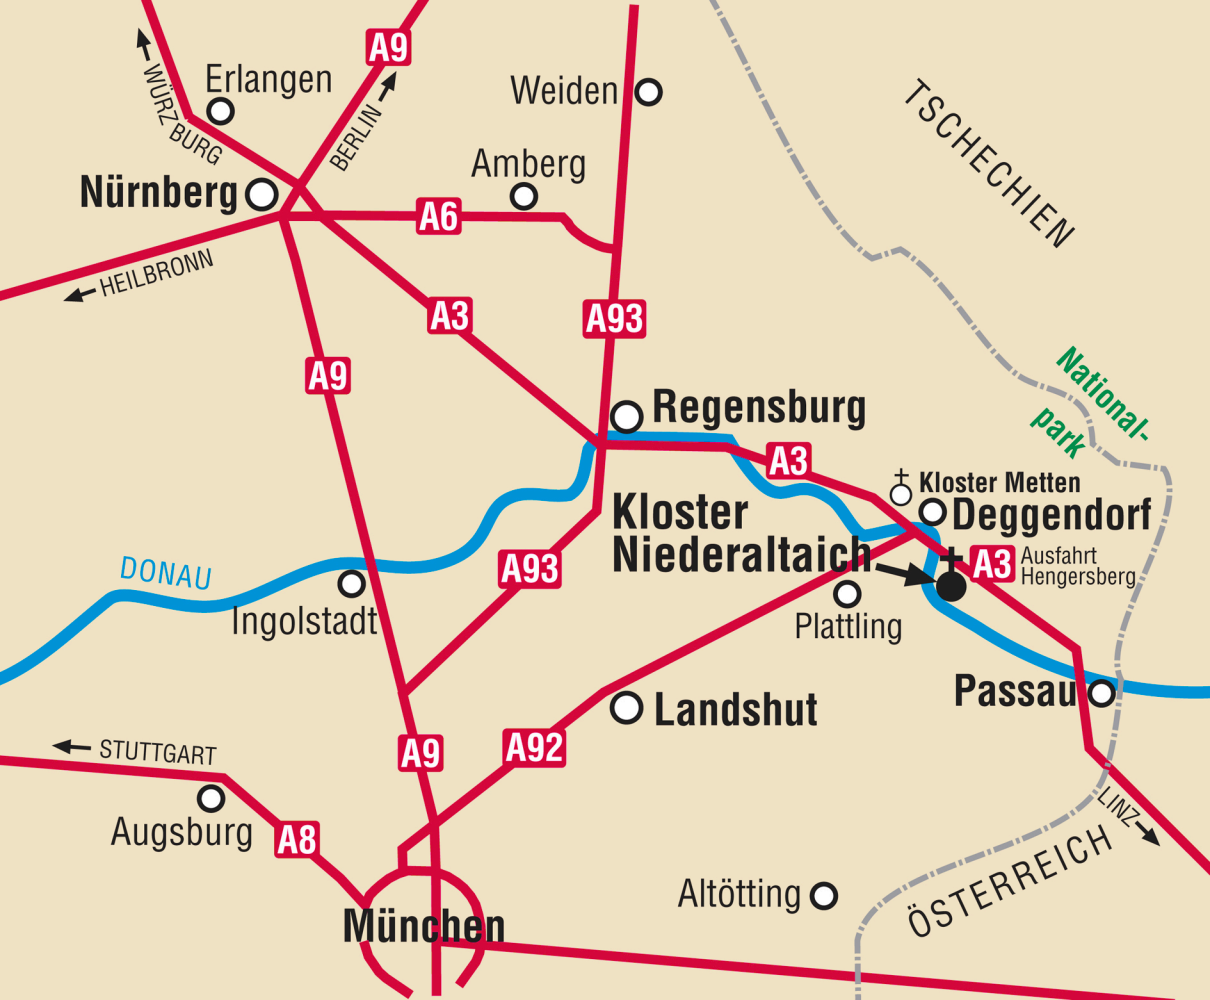 A9
Erlangen
WÜRZBURG
BERLIN
Weiden
TSCHECHIEN
Amberg
Nürnberg
A6
HEILBRONN
A3
A93
A9
National-
park
Regensburg
A3
Kloster Metten
Kloster
Niederaltaich
Deggendorf
A3
Ausfahrt
Hengersberg
DONAU
A93
Ingolstadt
Plattling
Passau
Landshut
STUTTGART
A9
A92
Augsburg
A8
LINZ
ÖSTERREICH
Altötting
München